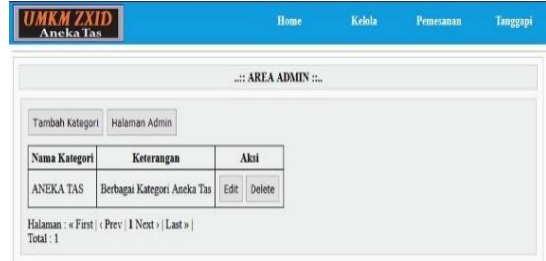 UMKM ZXID
Aneka Tas
Home Kelola Pemesanan Tanggapi
..:: AREA ADMIN ::..
Tambah Kategori Halaman Admin
Nama Kategori Keterangan Aksi
ANEKA TAS Berbagai Kategori Aneka Tas Edit Delete
Halaman : « First | ‹ Prev | 1 Next › | Last » |
Total : 1